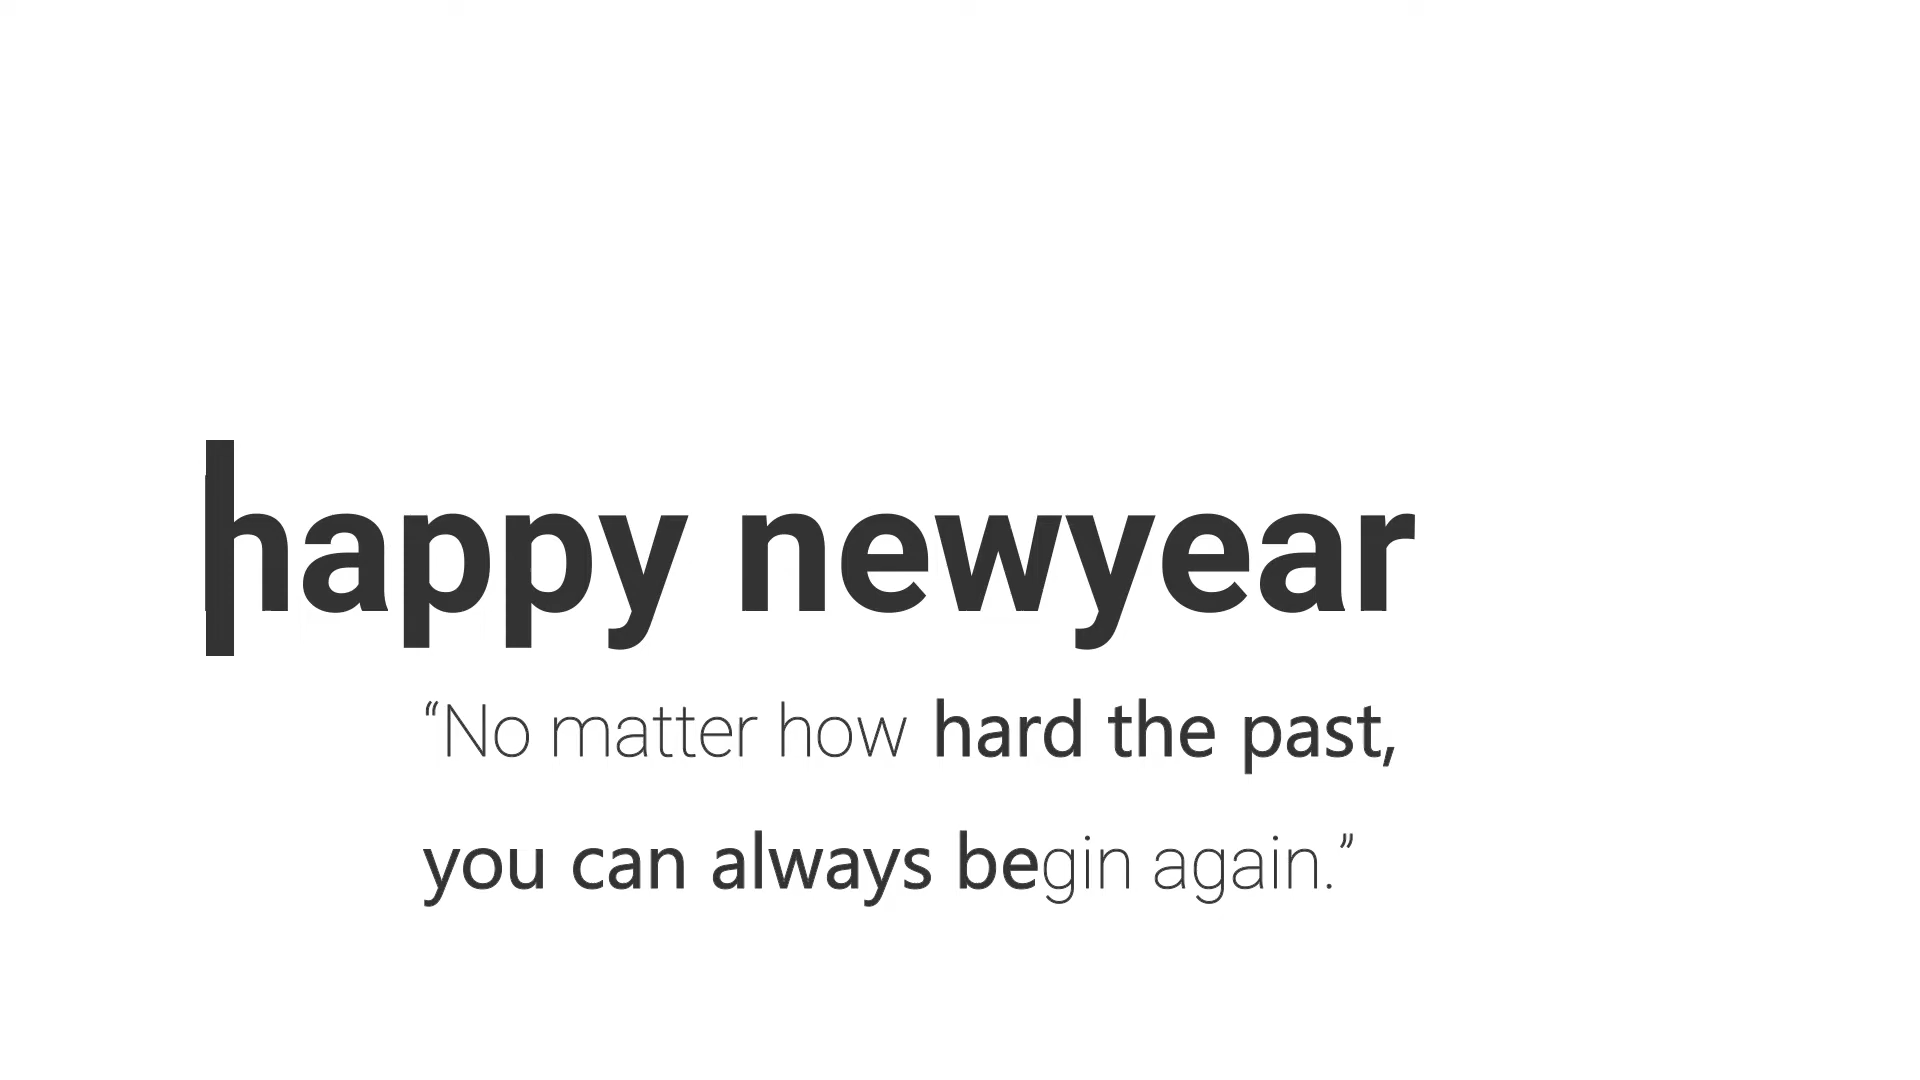 happy newyear
“No matter how hard the past,
you can always begin again.”